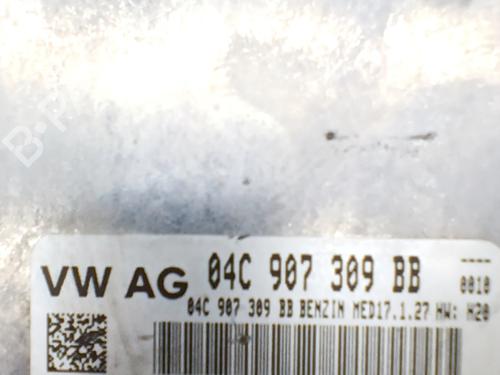 VW AG 04C 907 309 BB ----
0010
04C 907 309 BB BENZIN MED17.1.27 HW: H20